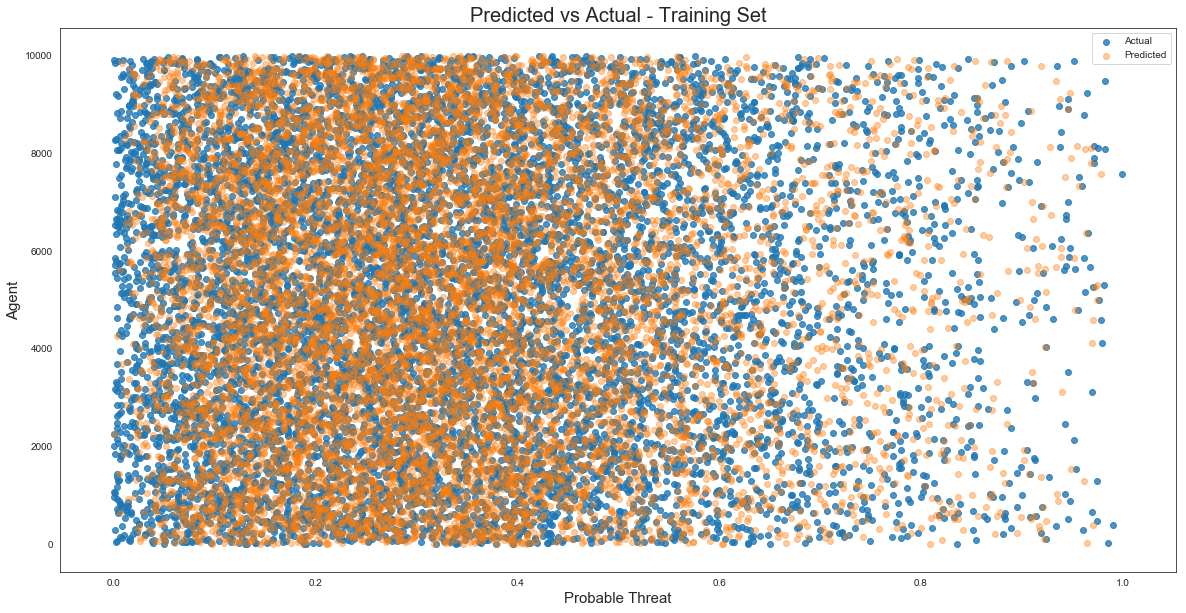 Predicted vs Actual - Training Set
Actual
Predicted
10000
8000
6000
4000
2000
0
Agent
0.0 0.2 0.4 0.6 0.8 1.0
Probable Threat